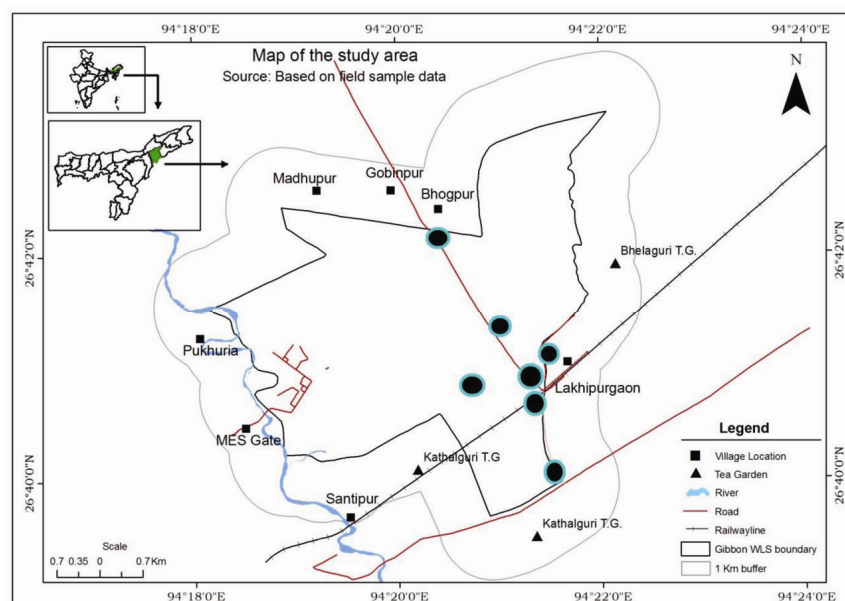 94°18'0"E 94°20'0"E 94°22'0"E 94°24'0"E
Map of the study area
Source: Based on field sample data
N
Gobinpur
Madhupur
Bhogpur
26°42'0"N 26°42'0"N
Bhelaguri T.G.
Pukhuria
Lakhipurgaon
MES Gate
Kathalguri T.G
26°40'0"N 26°40'0"N
Santipur
Kathalguri T.G.
Legend
Village Location
Tea Garden
River
Road
Railwayline
Gibbon WLS boundary
1 Km buffer
Scale
0.7 0.35 0 0.7Km
94°18'0"E 94°20'0"E 94°22'0"E 94°24'0"E